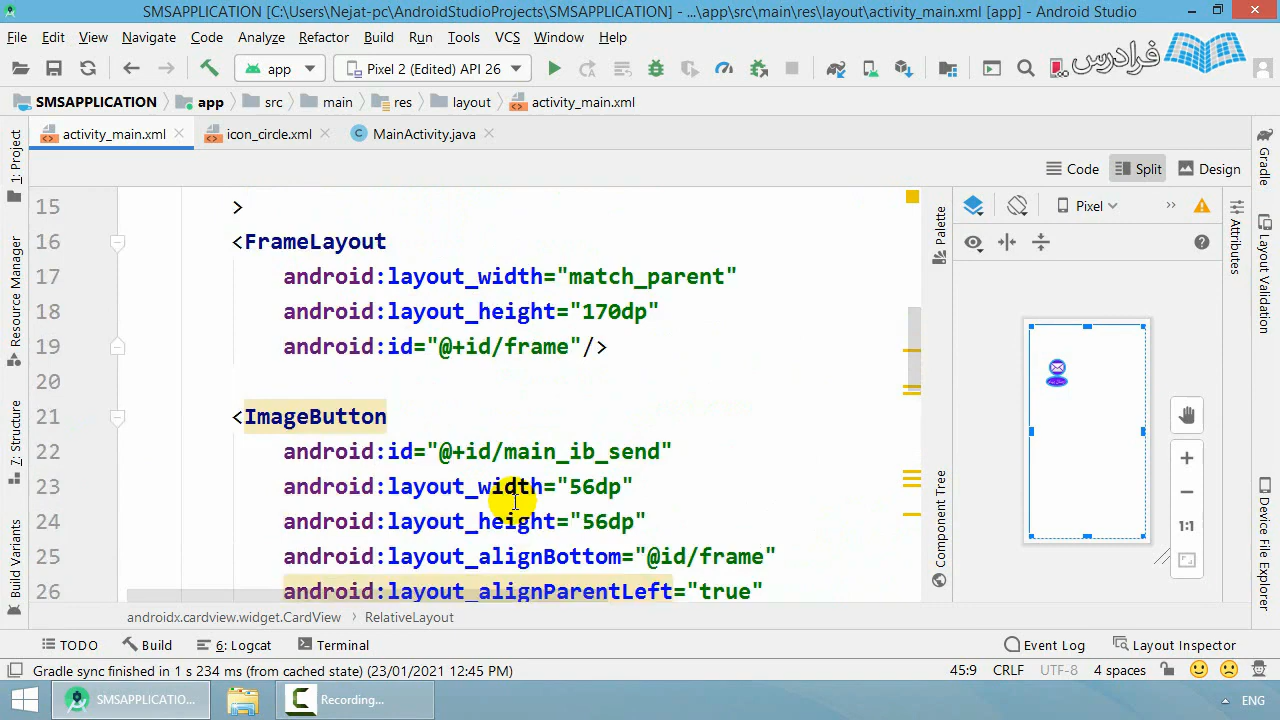 SMSAPPLICATION [C:\Users\Nejat-pc\AndroidStudioProjects\SMSAPPLICATION] - ...\app\src\main\res\layout\activity_main.xml [app] - Android Studio
File Edit View Navigate Code Analyze Refactor Build Run Tools VCS Window Help
app Pixel 2 (Edited) API 26 فرادرس
SMSAPPLICATION app src main res layout activity_main.xml
activity_main.xml icon_circle.xml MainActivity.java
Code Split Design
1: Project
Resource Manager
7: Structure
Build Variants
15 >
16 <FrameLayout
17 android:layout_width="match_parent"
18 android:layout_height="170dp"
19 android:id="@+id/frame"/>
20
21 <ImageButton
22 android:id="@+id/main_ib_send"
23 android:layout_width="56dp"
24 android:layout_height="56dp"
25 android:layout_alignBottom="@id/frame"
26 android:layout_alignParentLeft="true"
Palette
Component Tree
Pixel
1:1
Attributes
Gradle
Layout Validation
Device File Explorer
androidx.cardview.widget.CardView RelativeLayout
TODO Build 6: Logcat Terminal Event Log Layout Inspector
Gradle sync finished in 1 s 234 ms (from cached state) (23/01/2021 12:45 PM) 45:9 CRLF UTF-8 4 spaces
SMSAPPLICATIO... Recording... ENG